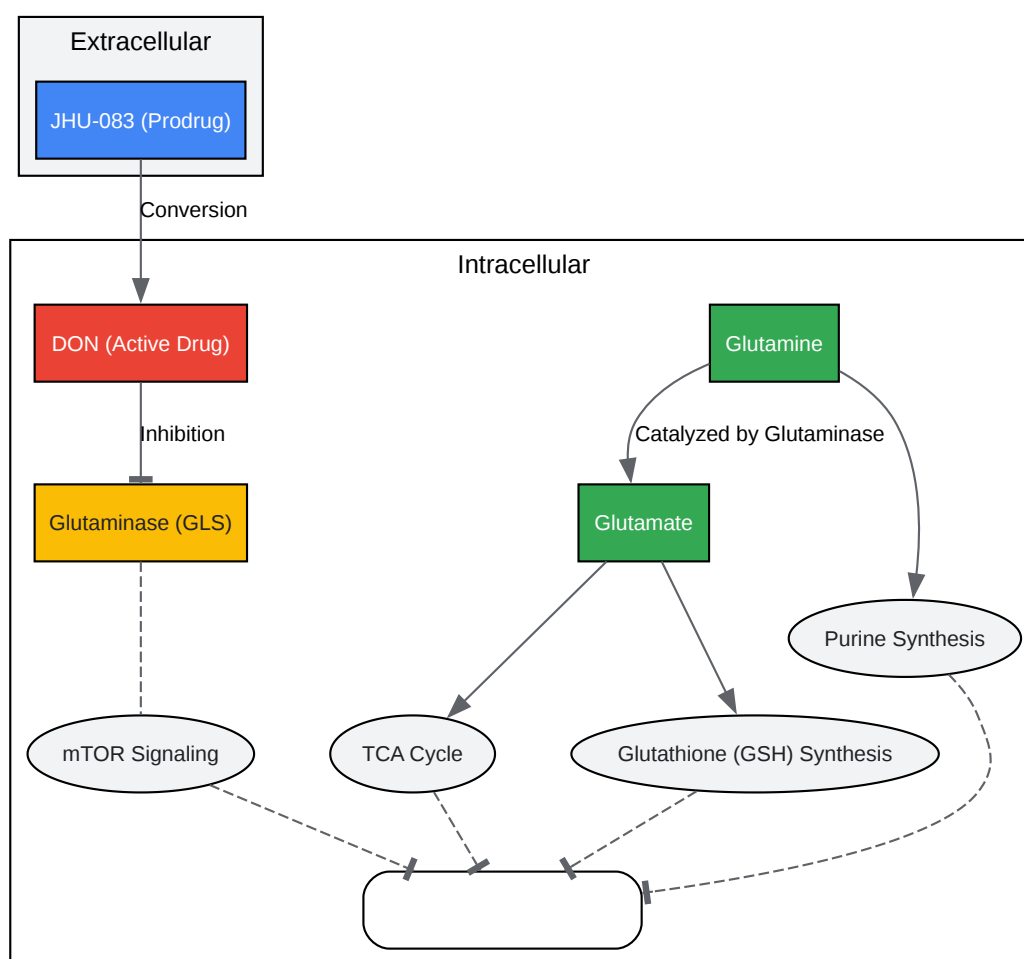 Extracellular
JHU-083 (Prodrug)
Conversion
Intracellular
DON (Active Drug)
Glutamine
Inhibition
Catalyzed by Glutaminase
Glutaminase (GLS)
Glutamate
Purine Synthesis
mTOR Signaling
TCA Cycle
Glutathione (GSH) Synthesis